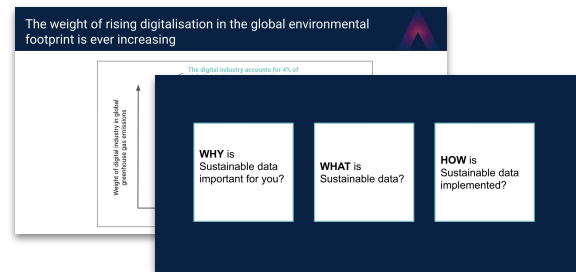 The weight of rising digitalisation in the global environmental
footprint is ever increasing
The digital industry accounts for 4% of
Weight of digital industry in global
greenhouse gas emissions
WHY is
Sustainable data
important for you?
WHAT is
Sustainable data?
HOW is
Sustainable data
implemented?